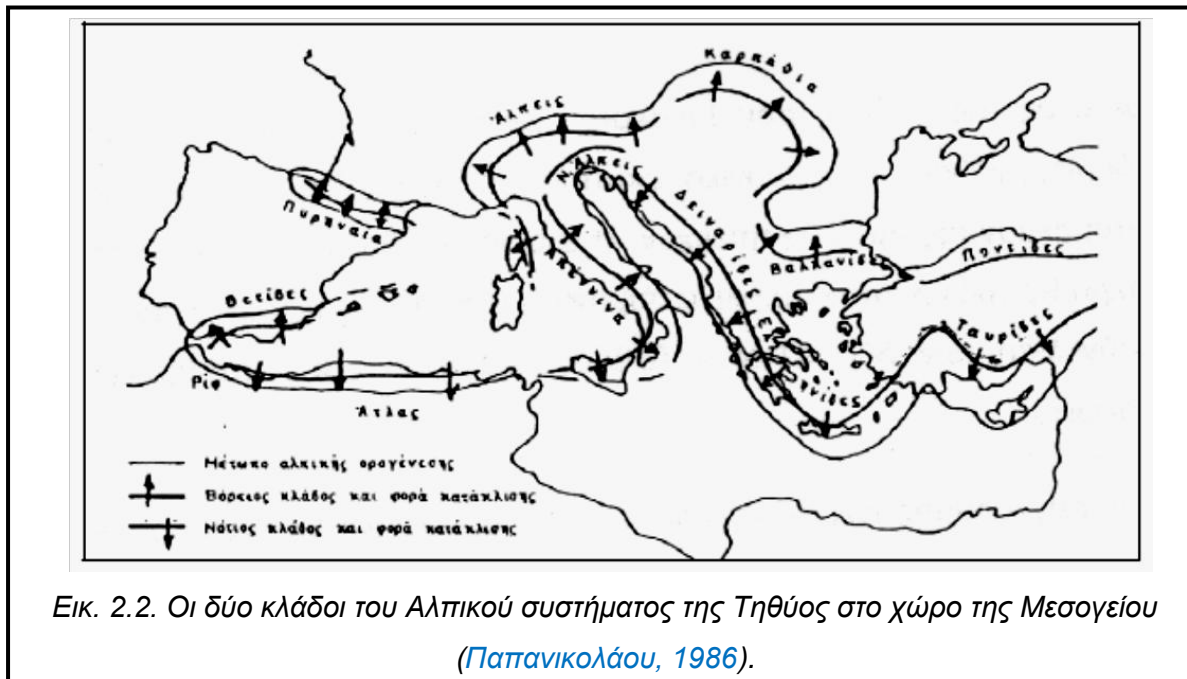 Καρπάθια
Άλπεις
Ν. Άλπεις
Πυρηναία
Δειναρίδες
Βαλκανίδες
Ποντίδες
Βετίδες
Απέννινα
Ελληνίδες
Ταυρίδες
Ρίφ
Άτλας
Μέτωπο αλπικής ορογένεσης
Βόρειος κλάδος και φορά κατάκλισης
Νότιος κλάδος και φορά κατάκλισης
Εικ. 2.2. Οι δύο κλάδοι του Αλπικού συστήματος της Τηθύος στο χώρο της Μεσογείου
(Παπανικολάου, 1986).